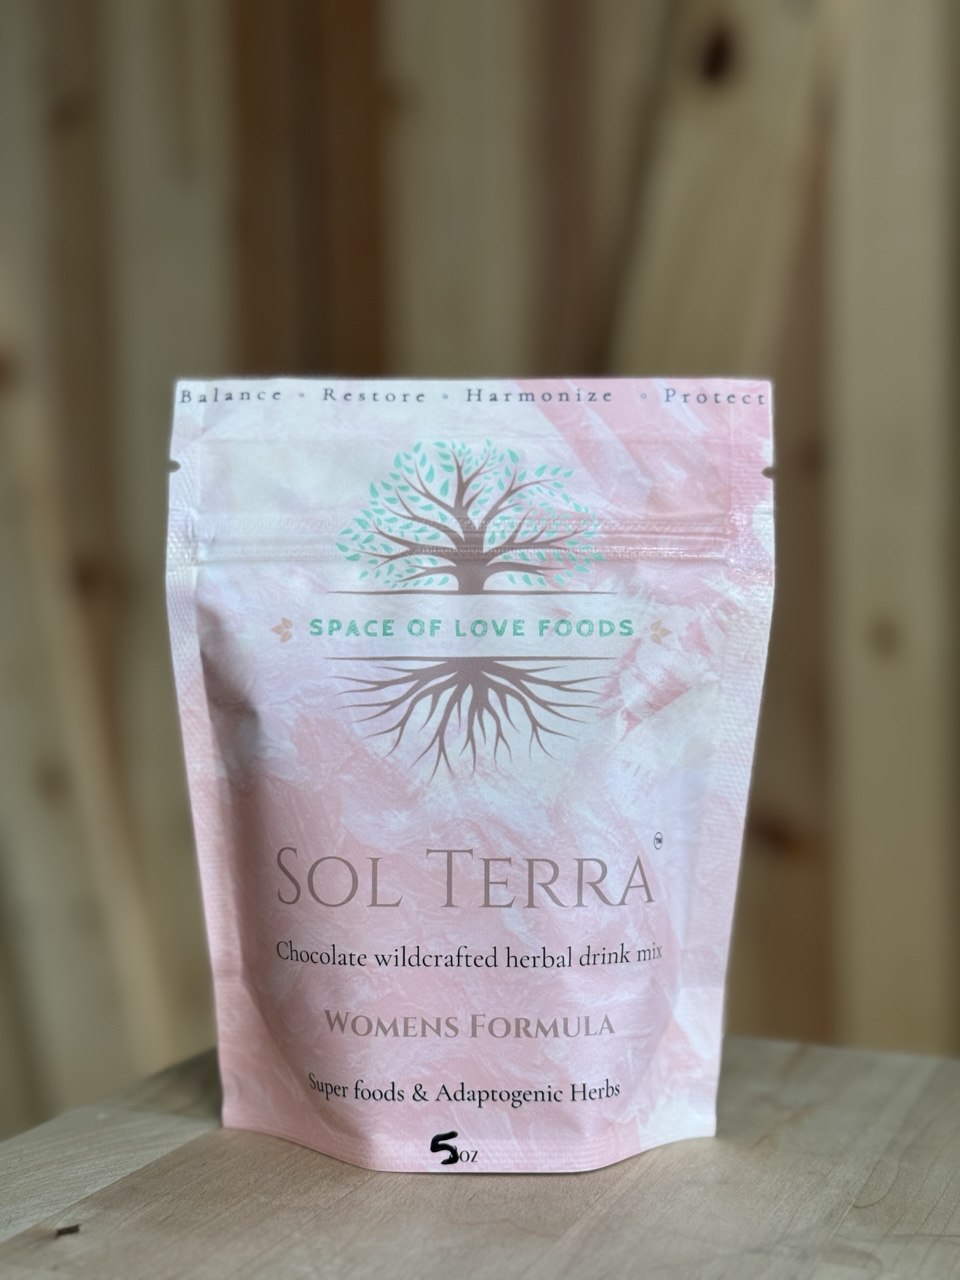 Balance • Restore • Harmonize • Protect
SPACE OF LOVE FOODS
SOL TERRA
Chocolate wildcrafted herbal drink mix
WOMENS FORMULA
Super foods & Adaptogenic Herbs
5oz